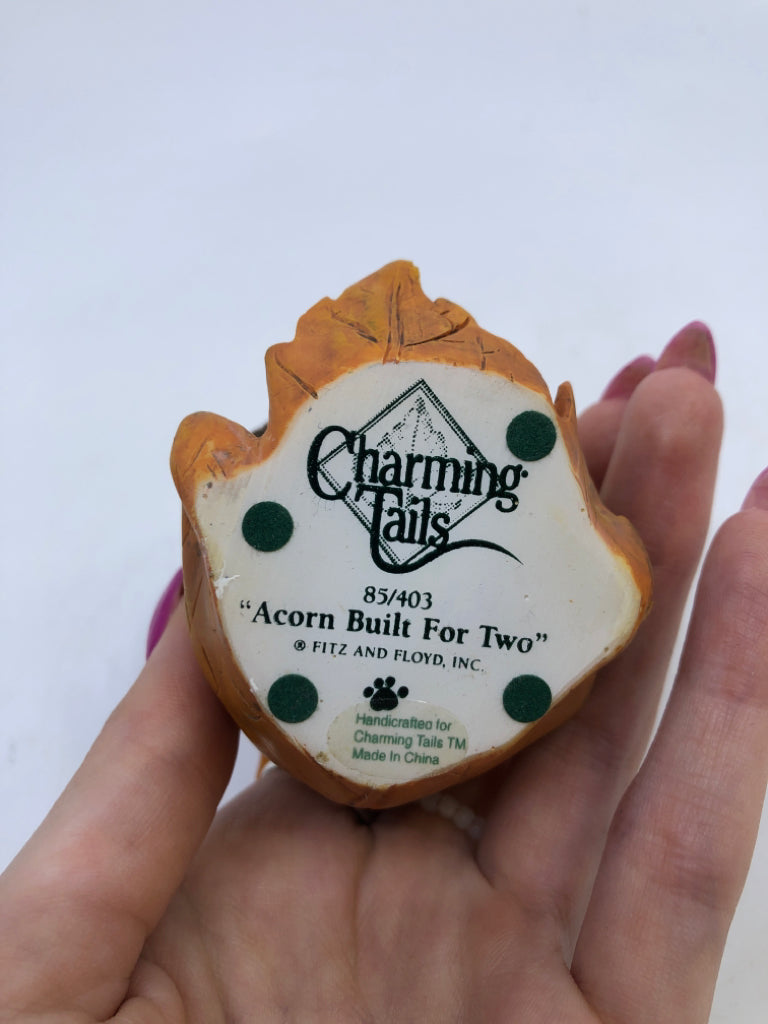 Charming
Tails
85/403
“Acorn Built For Two”
® FITZ AND FLOYD, INC.
Handcrafted for
Charming Tails TM
Made In China